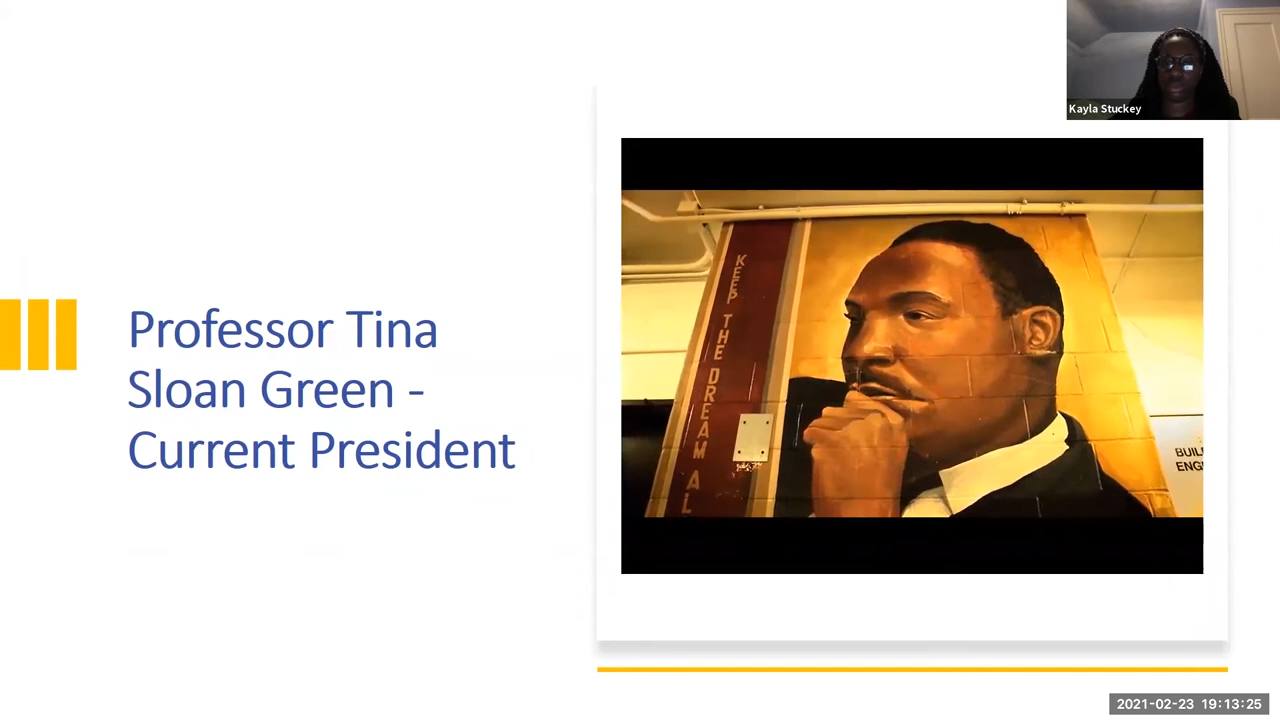 Kayla Stuckey
Professor Tina
Sloan Green -
Current President
KEEP THE DREAM AL
BUIL
ENG
2021-02-23 19:13:25